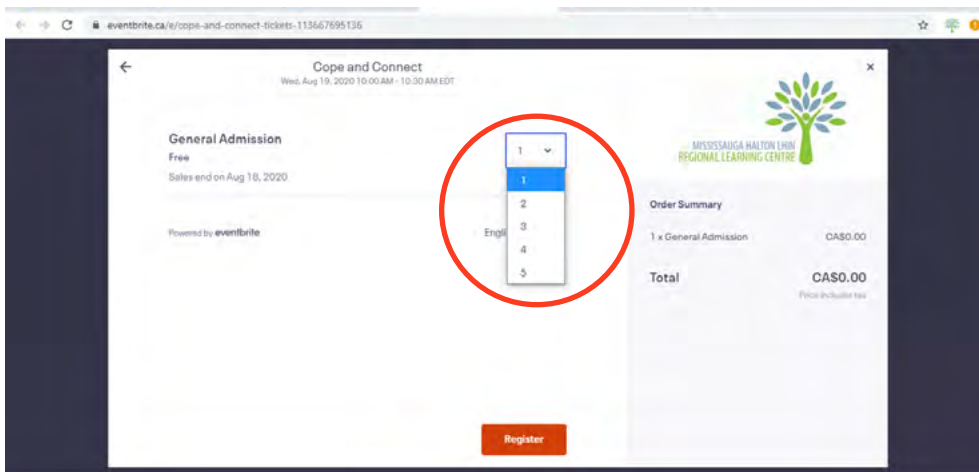 eventbrite.ca/e/cope-and-connect-tickets-113667695136
Cope and Connect
Wed, Aug 19, 2020 10:00 AM - 10:30 AM EDT
General Admission
Free
Sales end on Aug 18, 2020
1
1
2
3
4
5
Powered by eventbrite
Engli
Register
MISSISSAUGA HALTON LHIN
REGIONAL LEARNING CENTRE
Order Summary
1 x General Admission CA$0.00
Total CA$0.00
Price includes tax